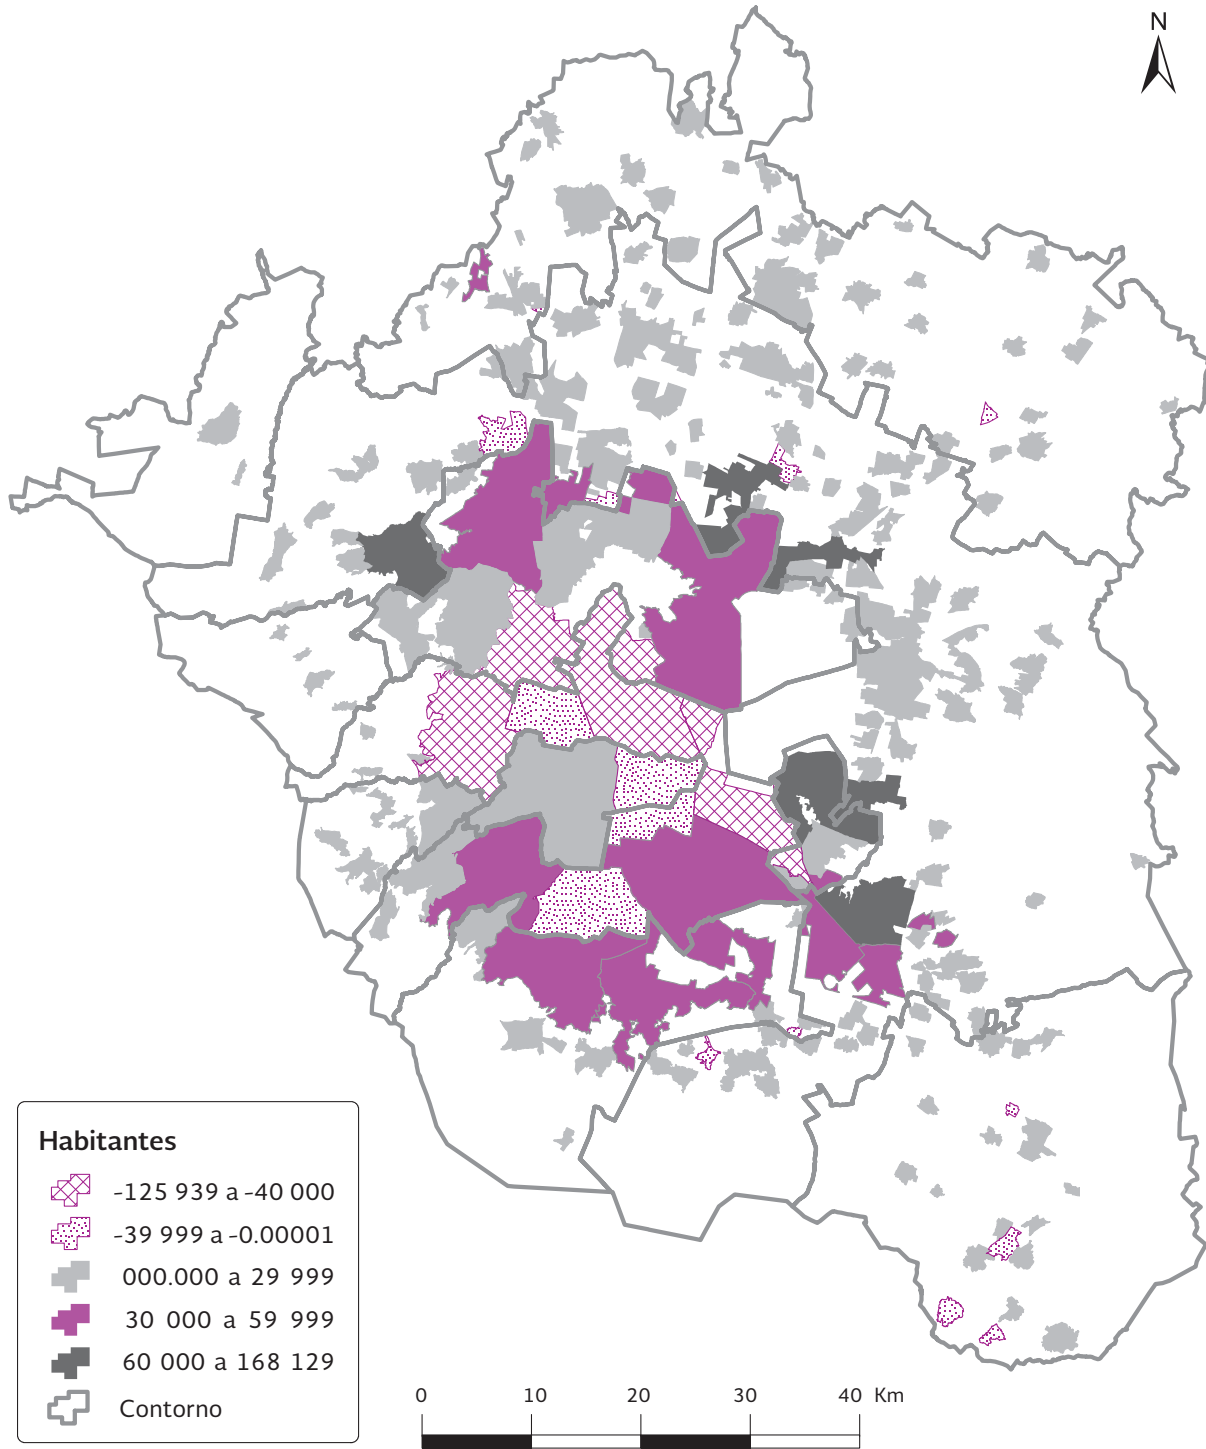 N
Habitantes
-125 939 a -40 000
-39 999 a -0.00001
000.000 a 29 999
30 000 a 59 999
60 000 a 168 129
Contorno
0 10 20 30 40 Km